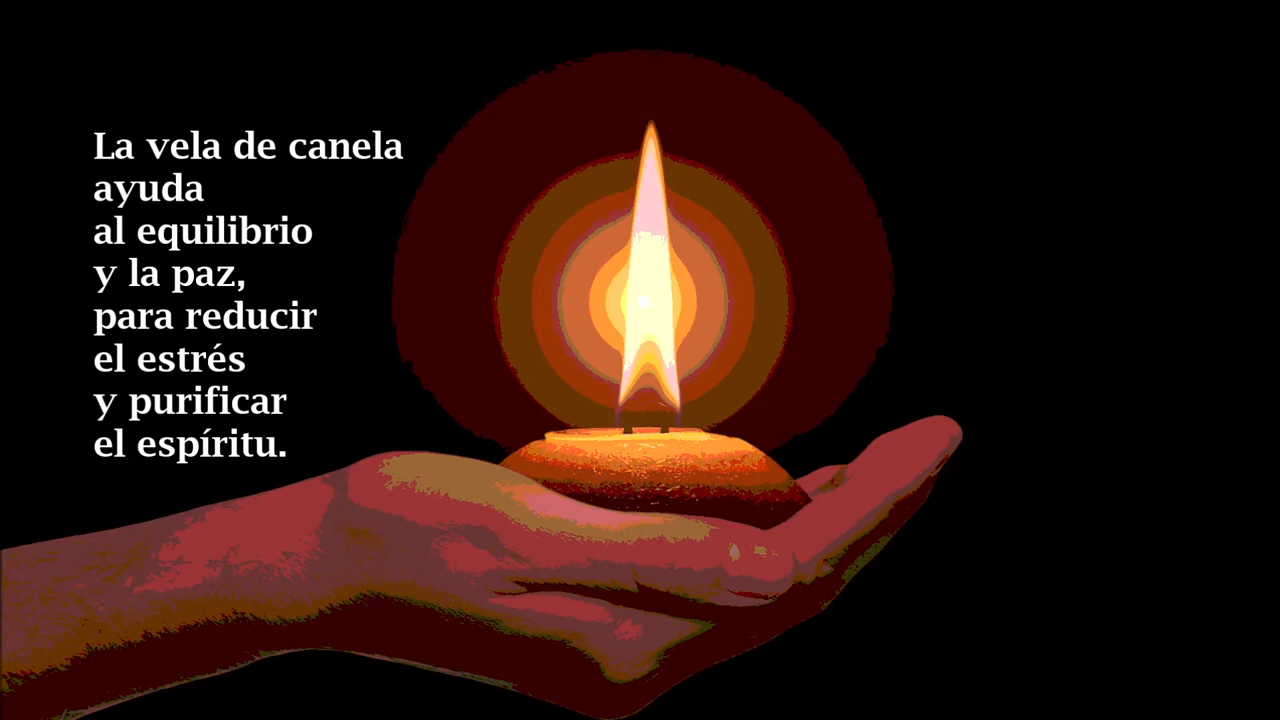 La vela de canela
ayuda
al equilibrio
y la paz,
para reducir
el estrés
y purificar
el espíritu.